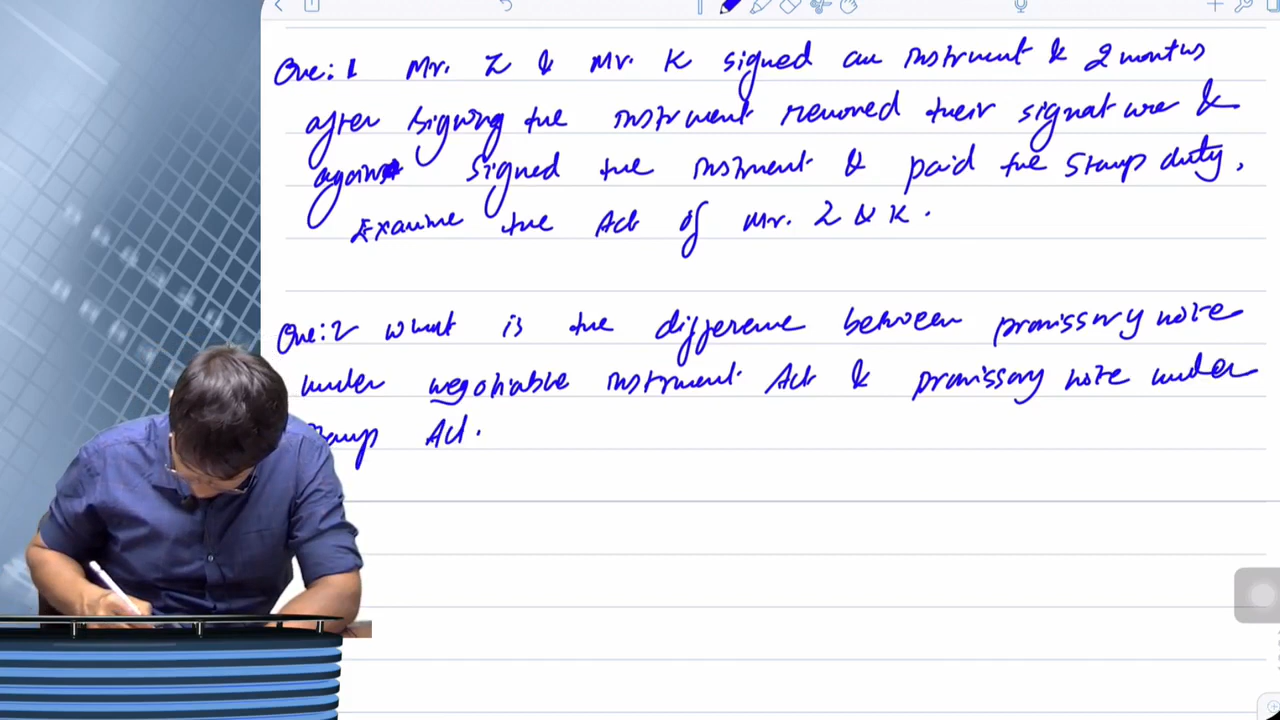 Que: 1 Mr. Z & Mr. K signed an instrument & 2 months
after signing the instrument removed their signature &
again signed the instrument & paid the stamp duty.
Examine the Act of Mr. Z & K.
Que: 2 What is the difference between promissory note
under negotiable instrument Act & promissory note under
Act.